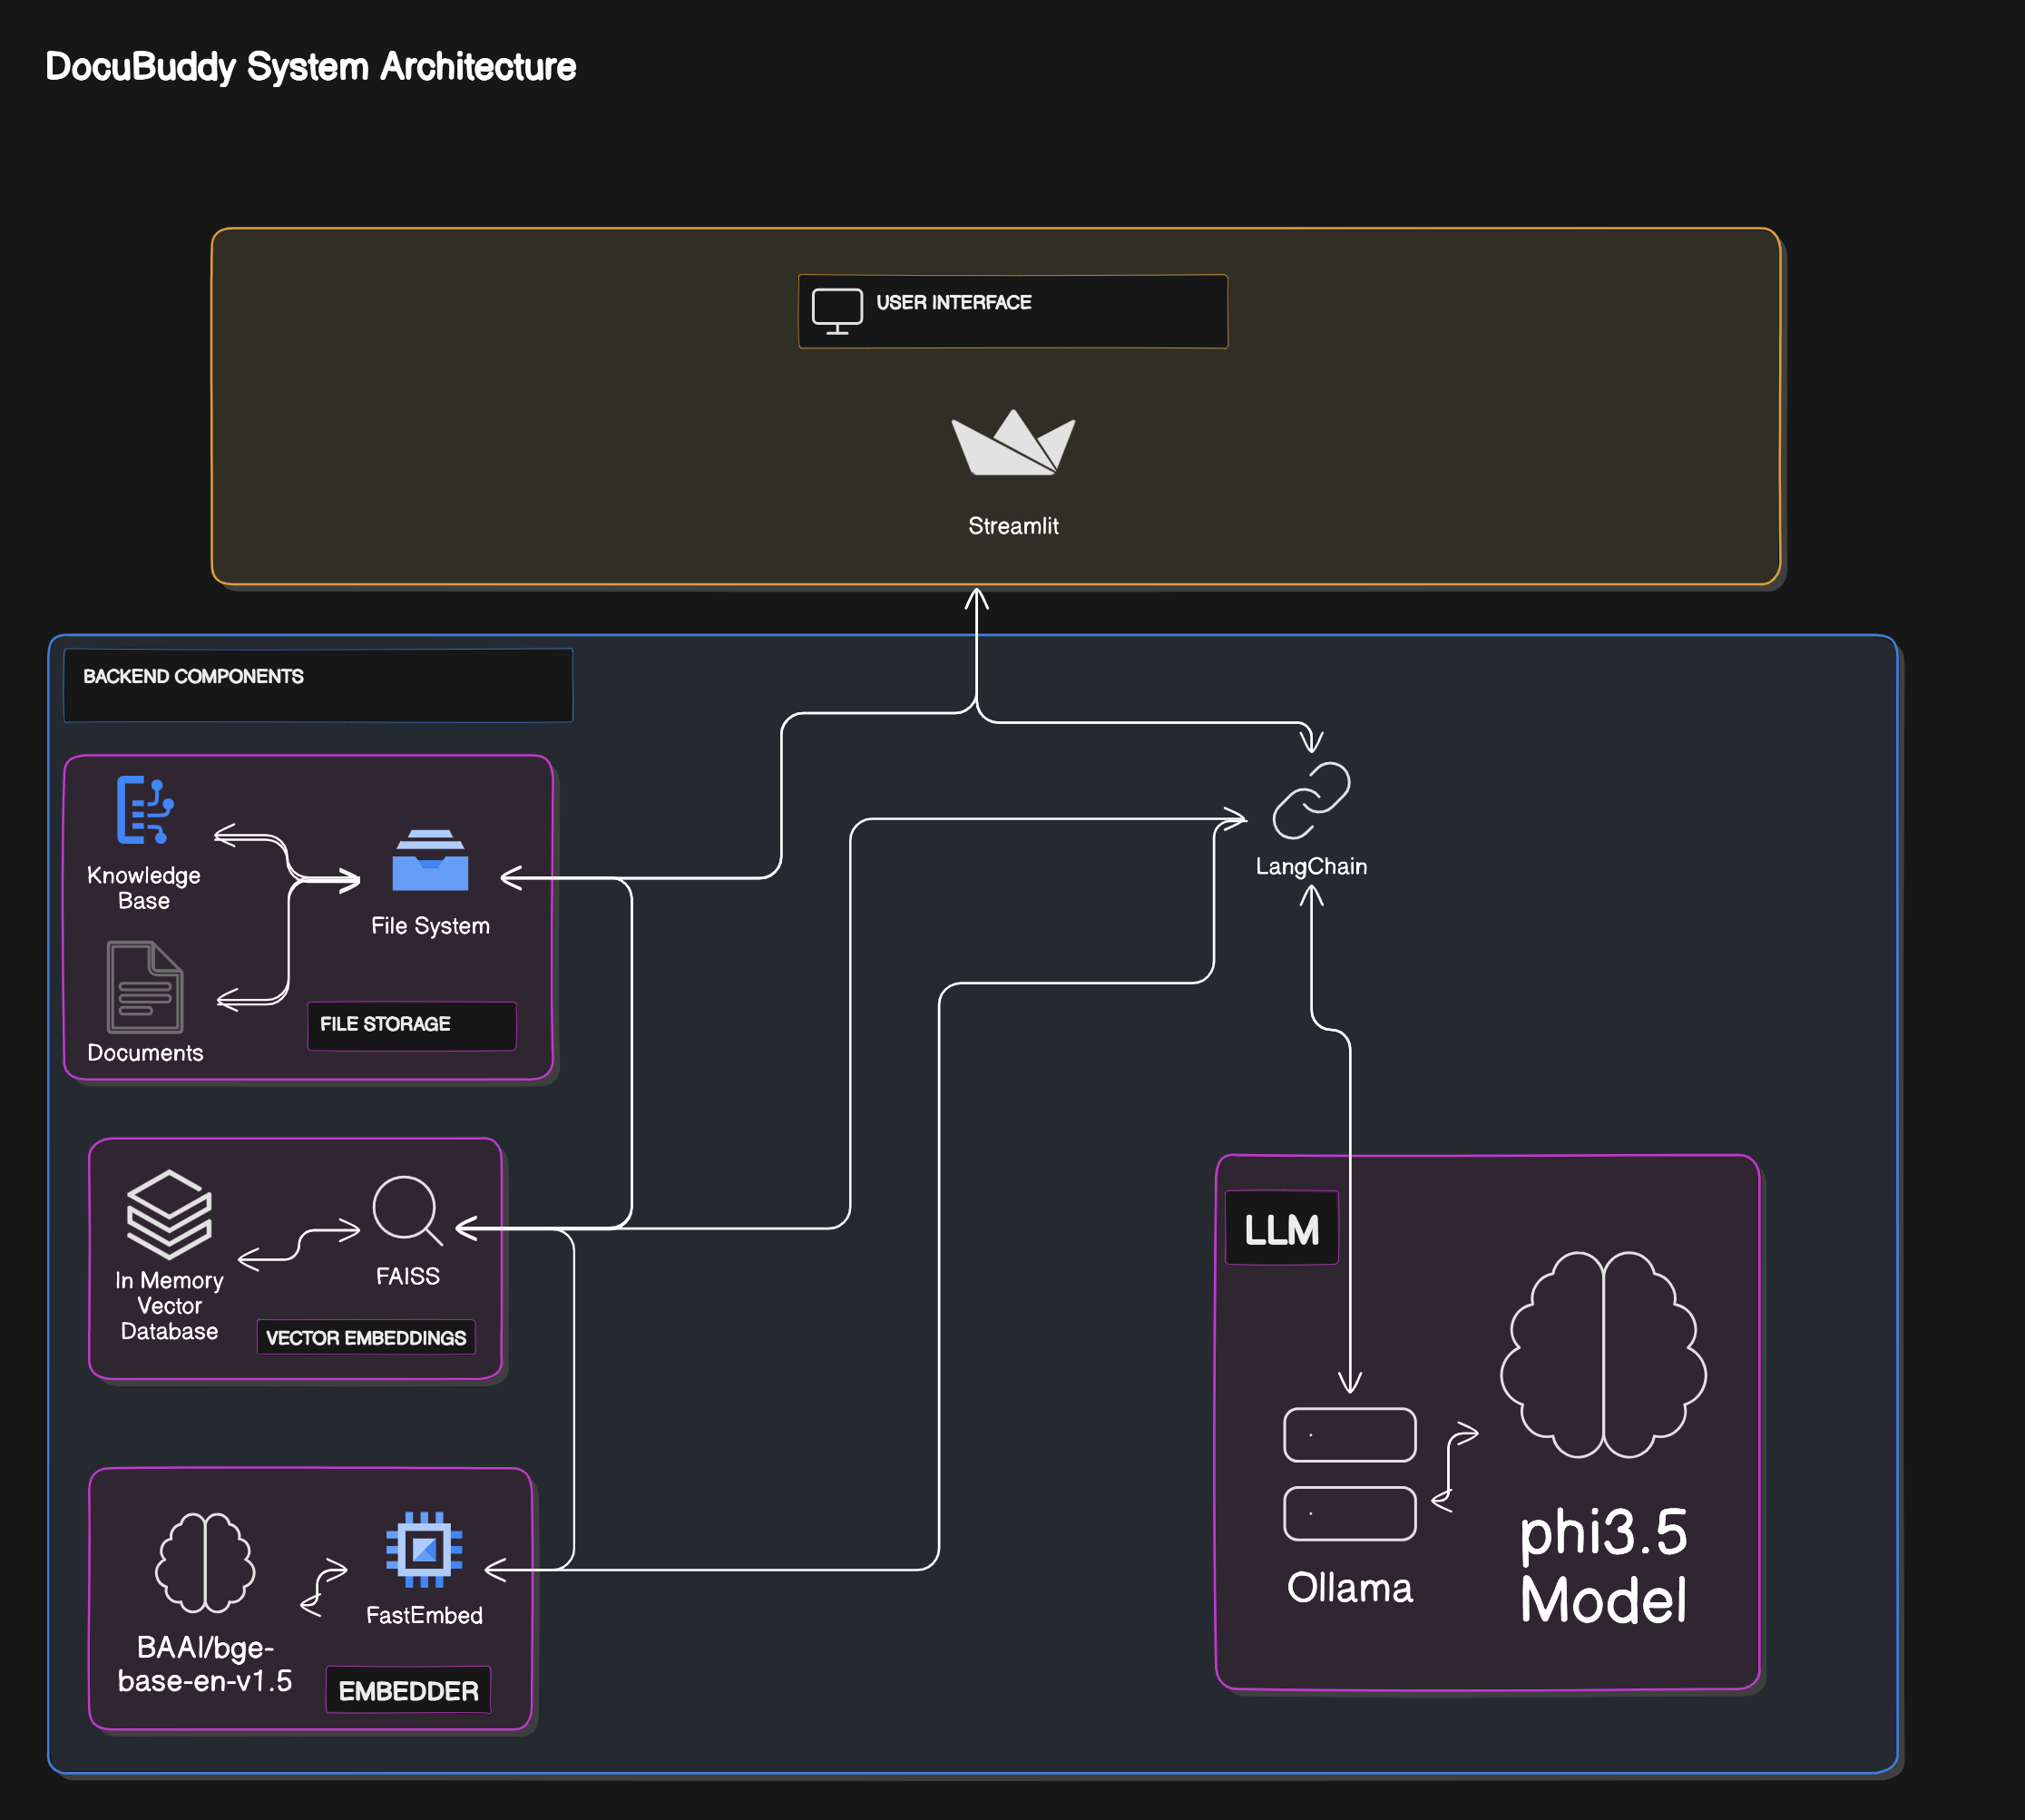 DocuBuddy System Architecture
USER INTERFACE
Streamlit
BACKEND COMPONENTS
Knowledge
Base
File System
Documents
FILE STORAGE
LangChain
In Memory
Vector
Database
FAISS
VECTOR EMBEDDINGS
LLM
Ollama
phi3.5
Model
BAAI/bge-
base-en-v1.5
FastEmbed
EMBEDDER